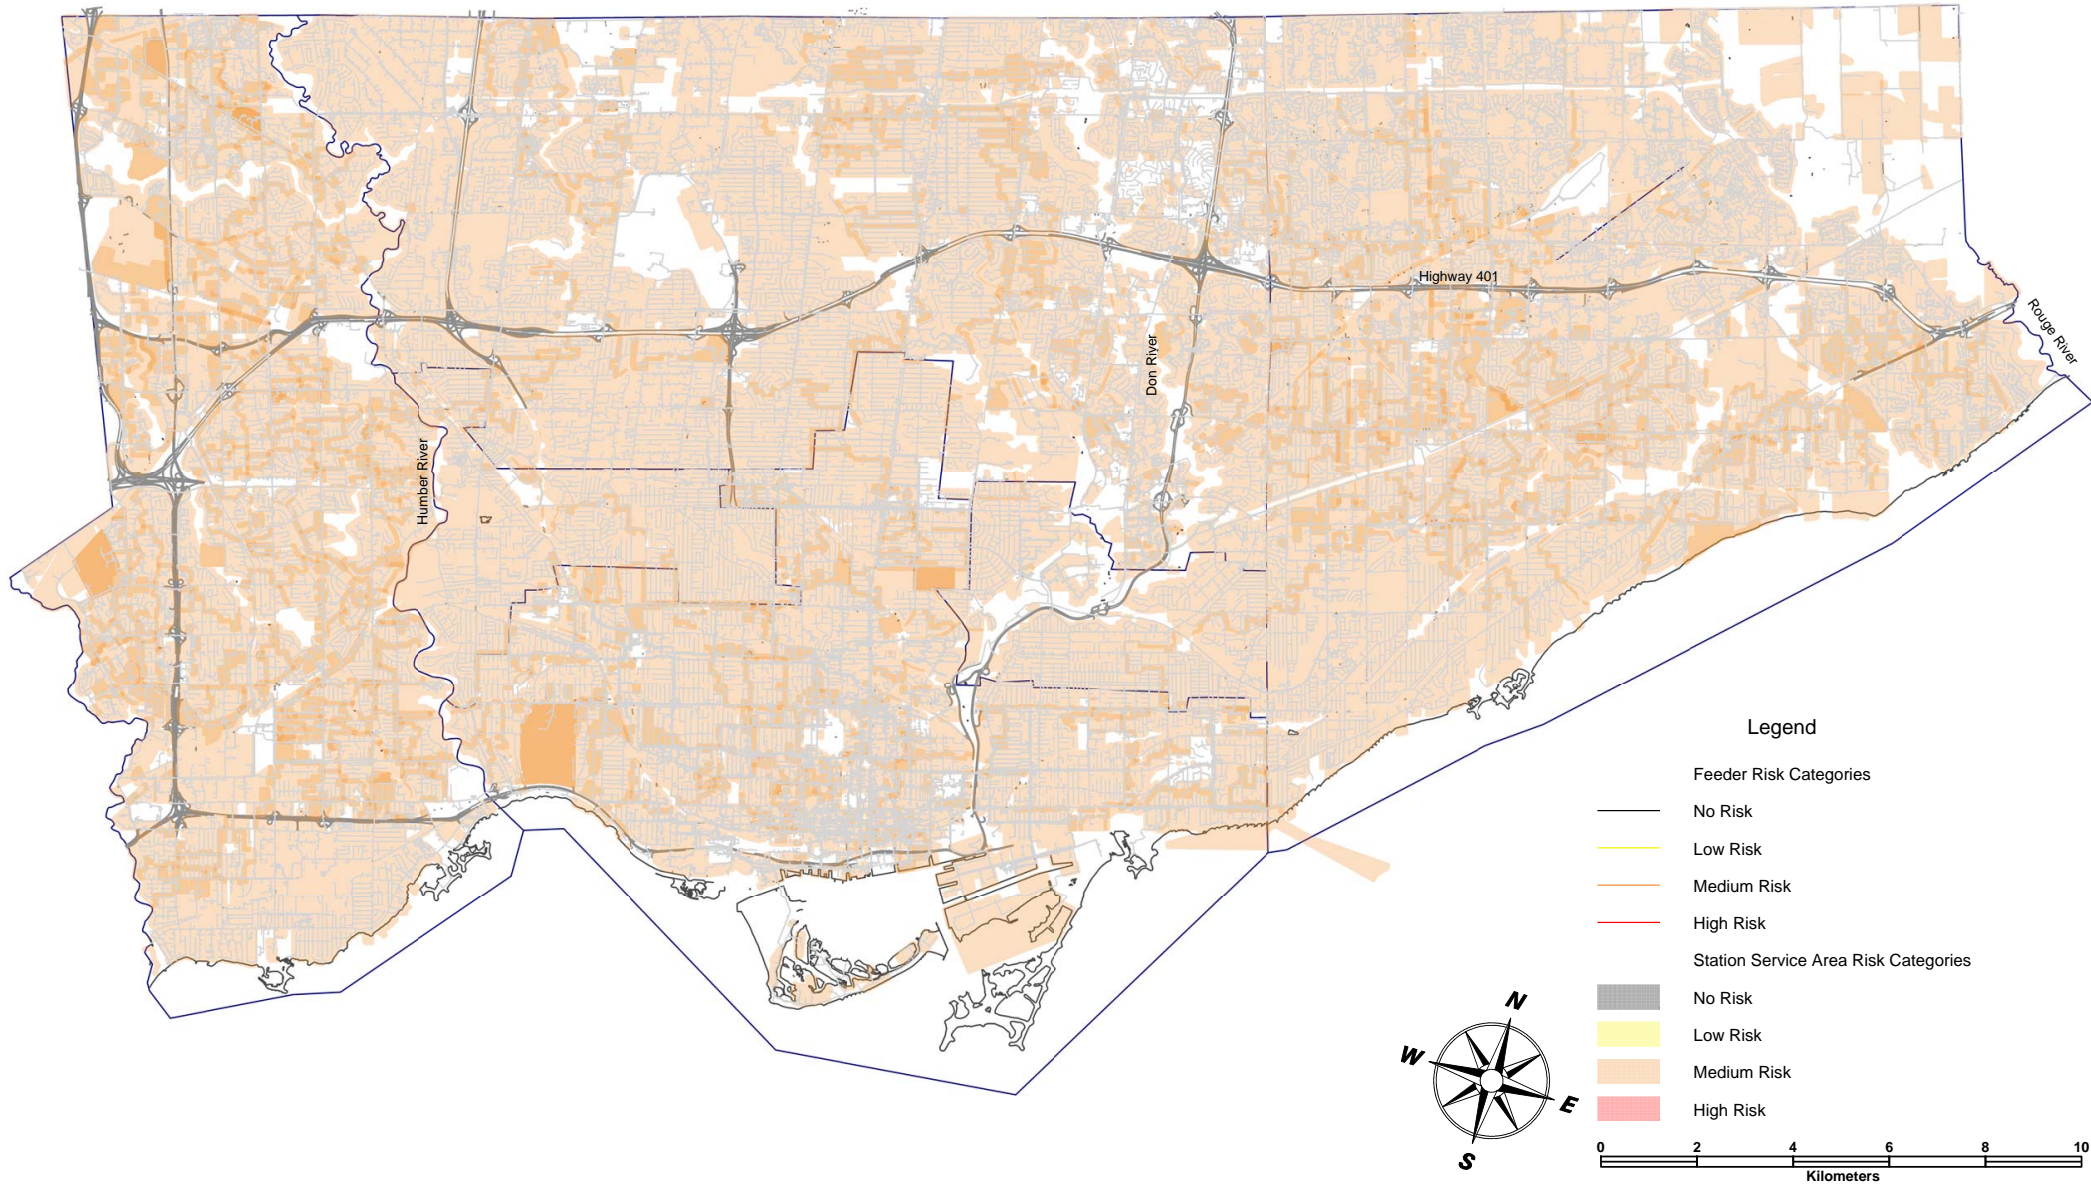 Highway 401
Rouge River
Don River
Humber River
Legend
Feeder Risk Categories
No Risk
Low Risk
Medium Risk
High Risk
Station Service Area Risk Categories
No Risk
Low Risk
Medium Risk
High Risk
N
W
E
S
0 2 4 6 8 10
Kilometers